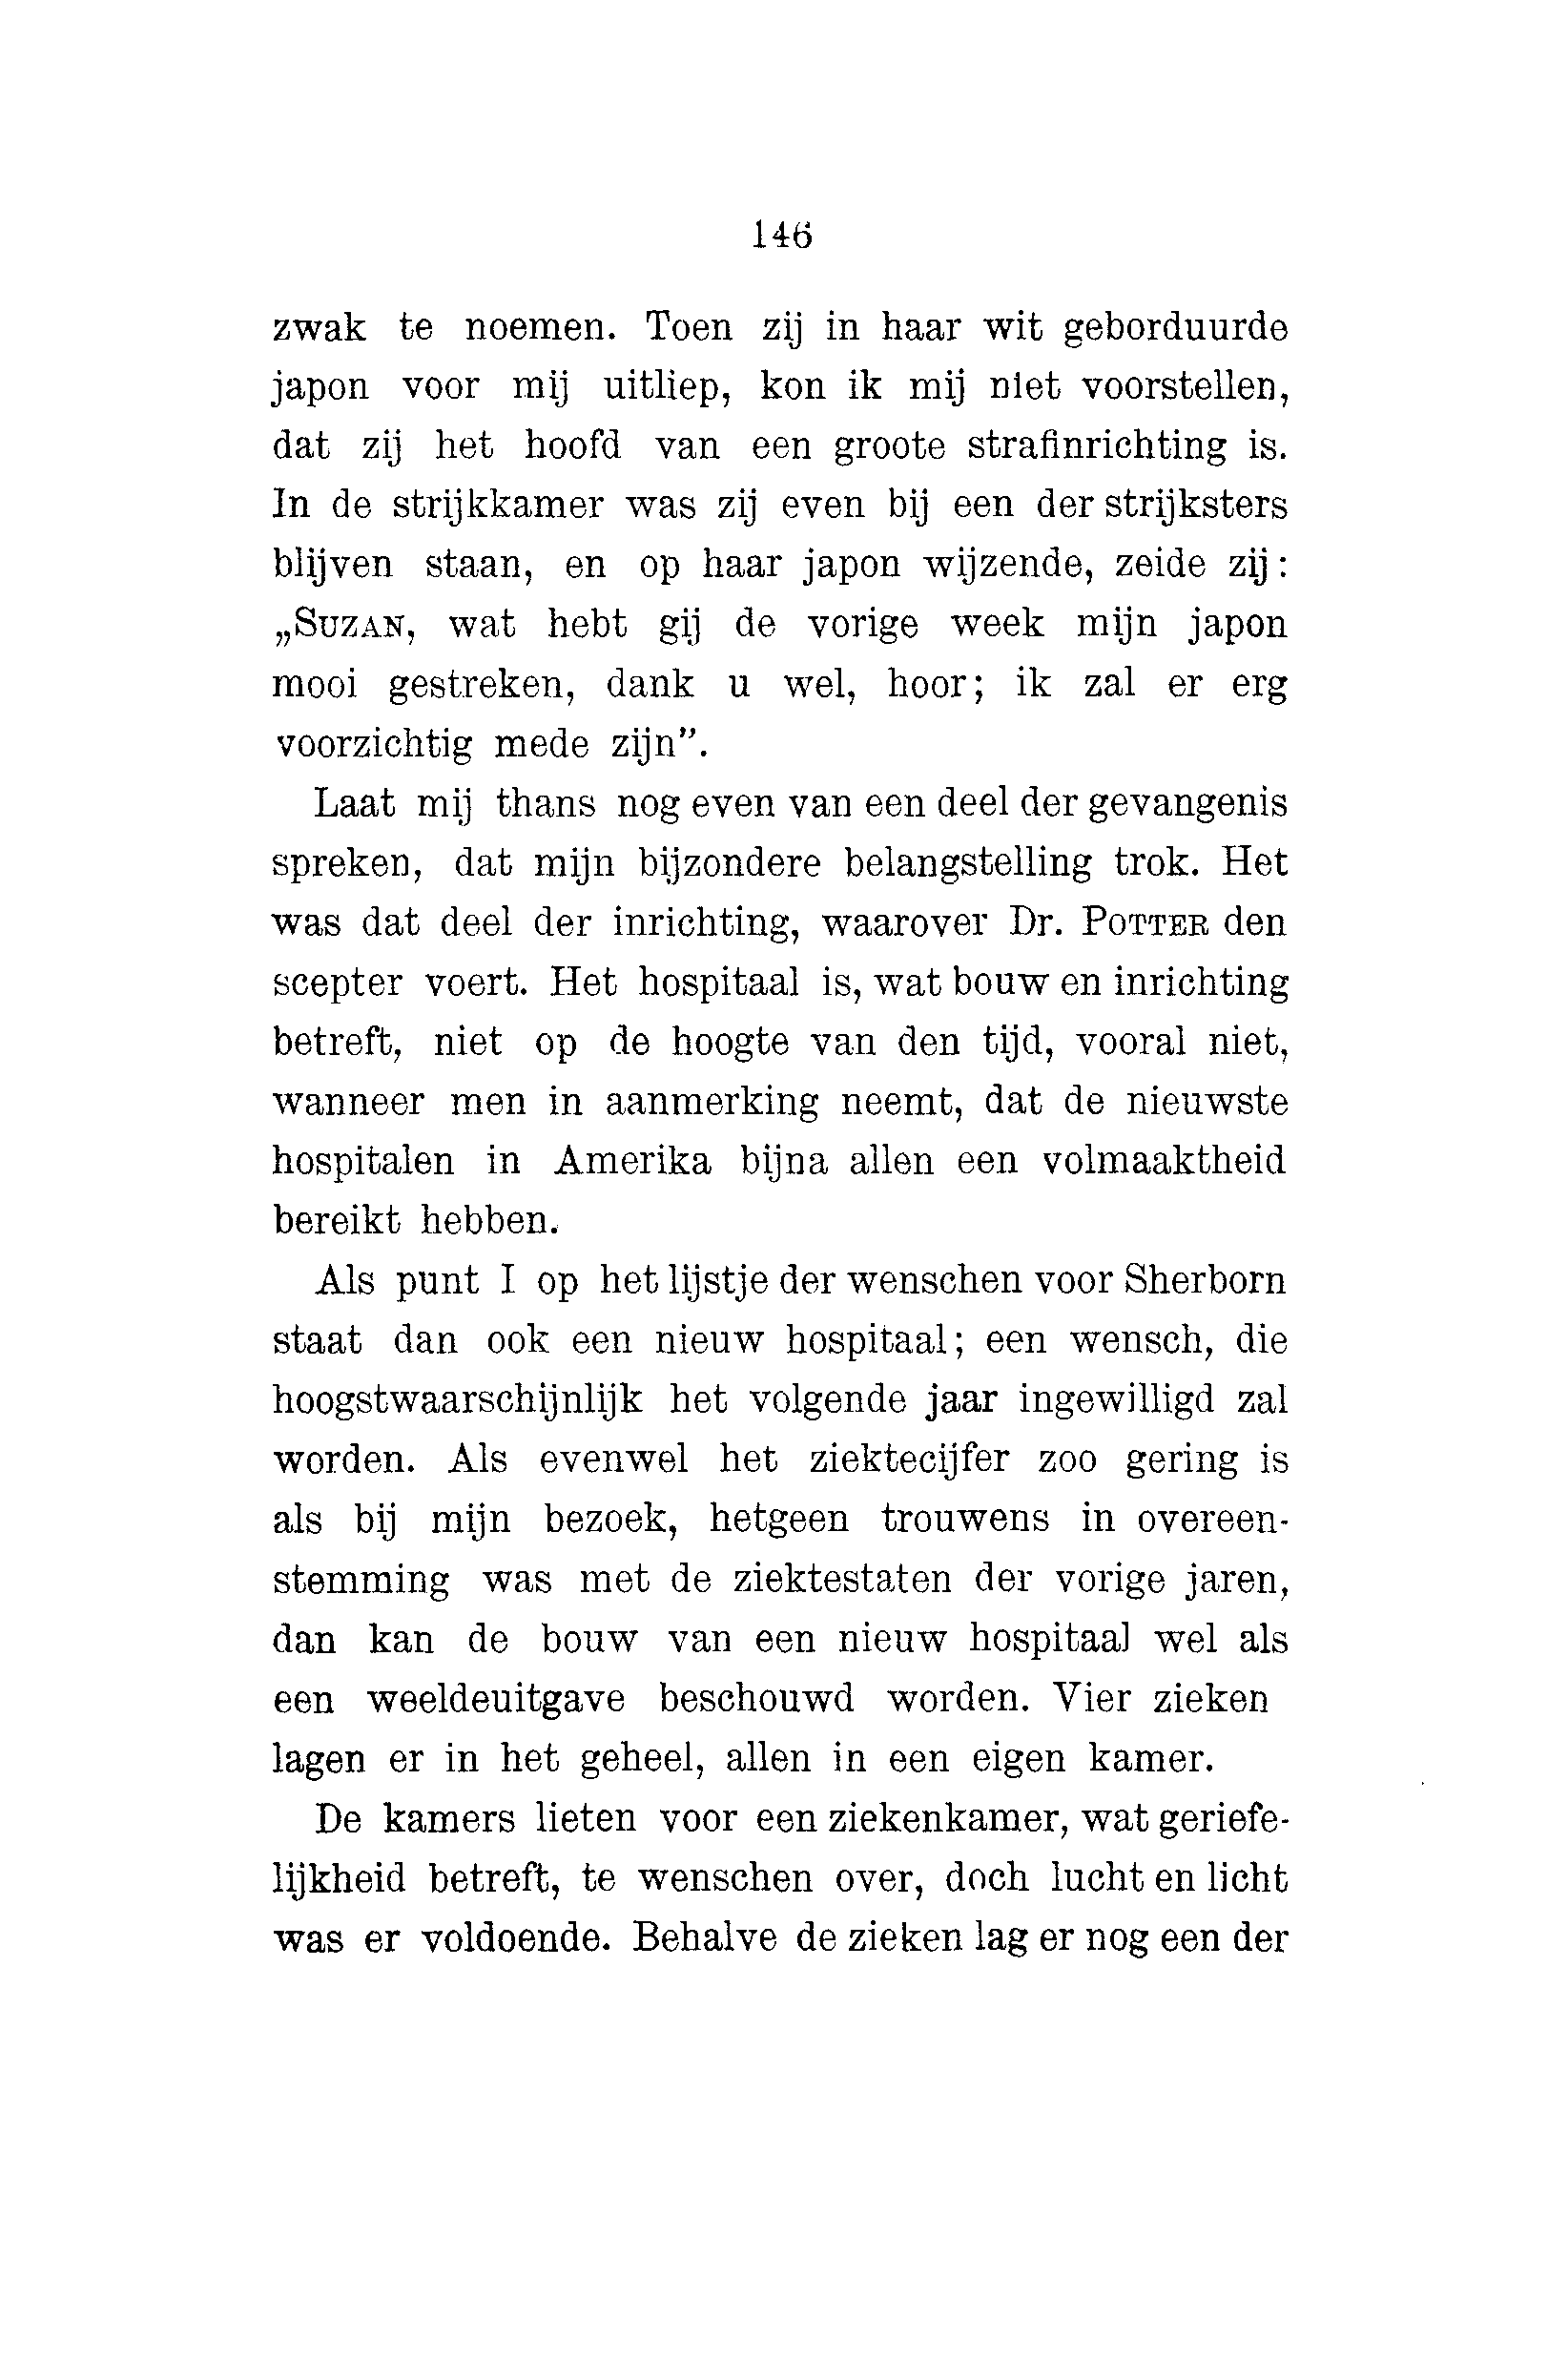 146
zwak te noemen. Toen zij in haar wit geborduurde
japon voor mij uitliep, kon ik mij niet voorstellen,
dat zij het hoofd van een groote strafinrichting is.
In de strijkkamer was zij even bij een der strijksters
blijven staan, en op haar japon wijzende, zeide zij:
„Suzan, wat hebt gij de vorige week mijn japon
mooi gestreken, dank u wel, hoor; ik zal er erg
voorzichtig mede zijn”.
Laat mij thans nog even van een deel der gevangenis
spreken, dat mijn bijzondere belangstelling trok. Het
was dat deel der inrichting, waarover Dr. Potter den
scepter voert. Het hospitaal is, wat bouw en inrichting
betreft, niet op de hoogte van den tijd, vooral niet,
wanneer men in aanmerking neemt, dat de nieuwste
hospitalen in Amerika bijna allen een volmaaktheid
bereikt hebben.
Als punt I op het lijstje der wenschen voor Sherborn
staat dan ook een nieuw hospitaal; een wensch, die
hoogstwaarschijnlijk het volgende jaar ingewilligd zal
worden. Als evenwel het ziektecijfer zoo gering is
als bij mijn bezoek, hetgeen trouwens in overeen-
stemming was met de ziektestaten der vorige jaren,
dan kan de bouw van een nieuw hospitaal wel als
een weeldeuitgave beschouwd worden. Vier zieken
lagen er in het geheel, allen in een eigen kamer.
De kamers lieten voor een ziekenkamer, wat geriefe-
lijkheid betreft, te wenschen over, doch lucht en licht
was er voldoende. Behalve de zieken lag er nog een der